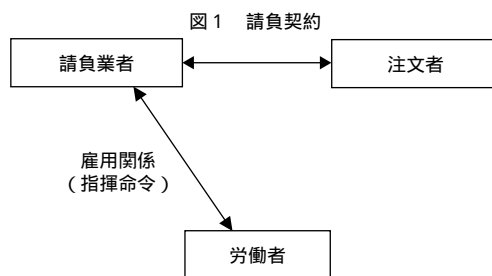 図1 請負契約
請負業者
注文者
雇用関係
(指揮命令)
労働者